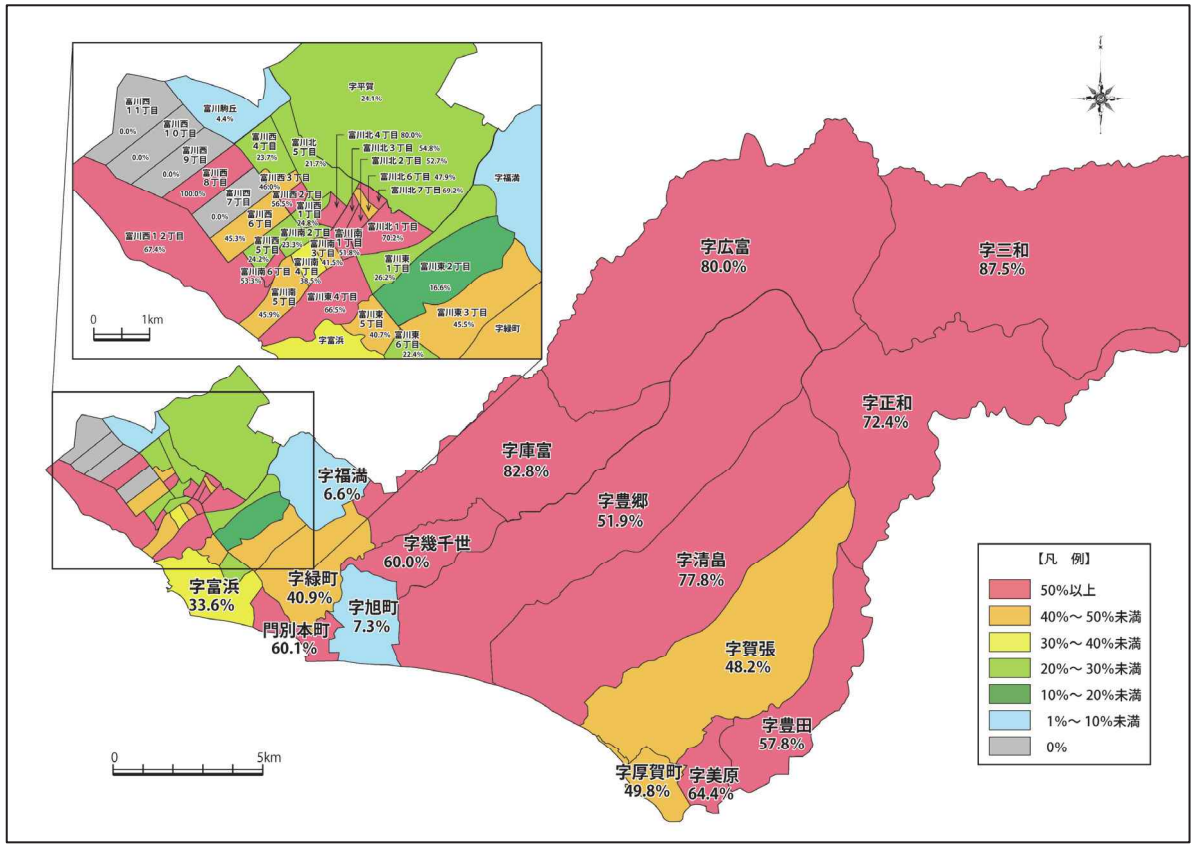 字平賀
24.1%
富川西
１１丁目
0.0%
富川駒丘
4.4%
富川西
１０丁目
0.0%
富川西
９丁目
0.0%
富川西
４丁目
23.7%
富川北
５丁目
21.7%
富川北４丁目 80.0%
富川北３丁目 54.8%
富川北２丁目 52.7%
富川北６丁目 47.9%
富川北７丁目 69.2%
字福満
富川西
８丁目
100.0%
富川西３丁目
46.0%
富川西
７丁目
0.0%
富川西２丁目
56.5%
富川西
１丁目
24.8%
富川西
６丁目
45.3%
富川西１２丁目
67.4%
富川南２丁目
23.3%
富川南
１丁目
51.8%
富川北１丁目
70.2%
富川西
５丁目
24.2%
富川南
３丁目
41.5%
富川南６丁目
53.3%
富川南
４丁目
38.5%
富川東
１丁目
26.2%
富川東２丁目
16.6%
富川南
５丁目
45.9%
富川東４丁目
66.5%
富川東
５丁目
40.7%
富川東３丁目
45.5%
字緑町
富川東
６丁目
22.4%
字富浜
0 1km
字広富
80.0%
字三和
87.5%
字正和
72.4%
字庫富
82.8%
字福満
6.6%
字豊郷
51.9%
字幾千世
60.0%
字清畠
77.8%
字富浜
33.6%
字緑町
40.9%
字旭町
7.3%
門別本町
60.1%
字賀張
48.2%
字豊田
57.8%
字厚賀町
49.8%
字美原
64.4%
0 5km
【凡　例】
50%以上
40%～50%未満
30%～40%未満
20%～30%未満
10%～20%未満
1%～10%未満
0%